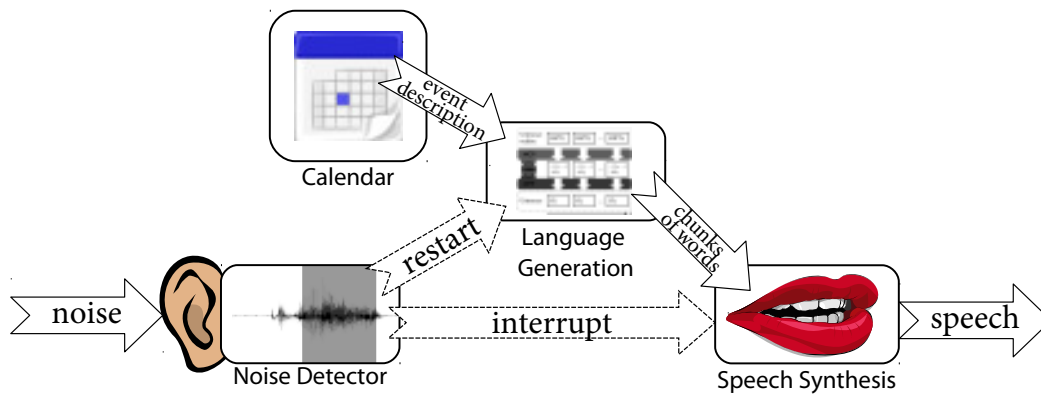 event
description
Calendar
restart
Language
Generation
chunks
of words
noise
interrupt
speech
Noise Detector
Speech Synthesis